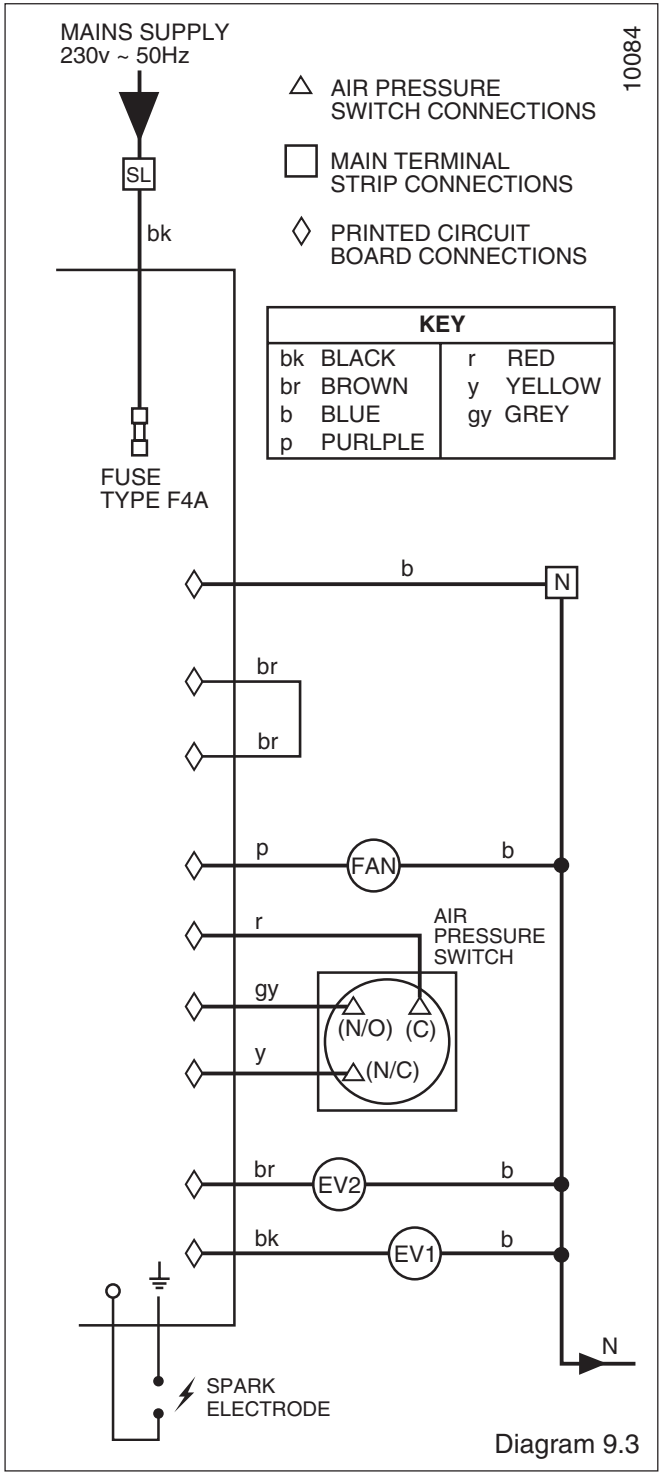 MAINS SUPPLY
230v ~ 50Hz
10084
AIR PRESSURE
SWITCH CONNECTIONS
SL
MAIN TERMINAL
STRIP CONNECTIONS
bk
PRINTED CIRCUIT
BOARD CONNECTIONS
KEY
bk BLACK
br BROWN
b BLUE
p PURLPLE
r RED
y YELLOW
gy GREY
FUSE
TYPE F4A
b
N
br
br
p
FAN
b
r
AIR
PRESSURE
SWITCH
gy
(N/O) (C)
y
(N/C)
br
EV2
b
bk
EV1
b
N
SPARK
ELECTRODE
Diagram 9.3